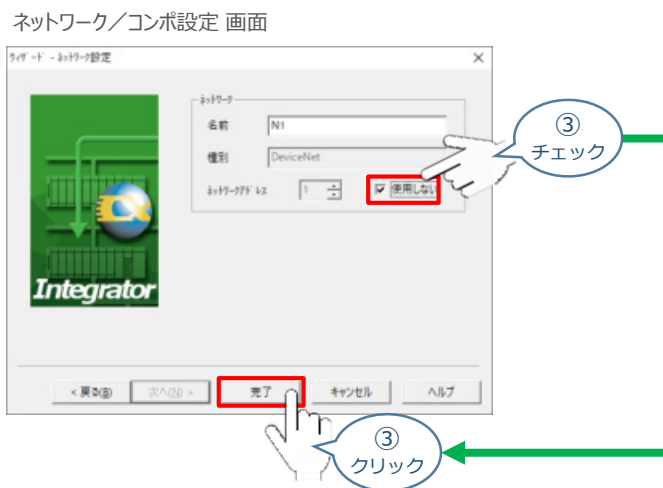 ネットワーク／コンポ設定 画面
ｳｨｻﾞｰﾄﾞ - ﾈｯﾄﾜｰｸ設定
ﾈｯﾄﾜｰｸ
名前 N1
種別 DeviceNet
ﾈｯﾄﾜｰｸｱﾄﾞﾚｽ 1 使用しない
③
チェック
Integrator
< 戻る(B) 次へ(N) > 完了 キャンセル ヘルプ
③
クリック